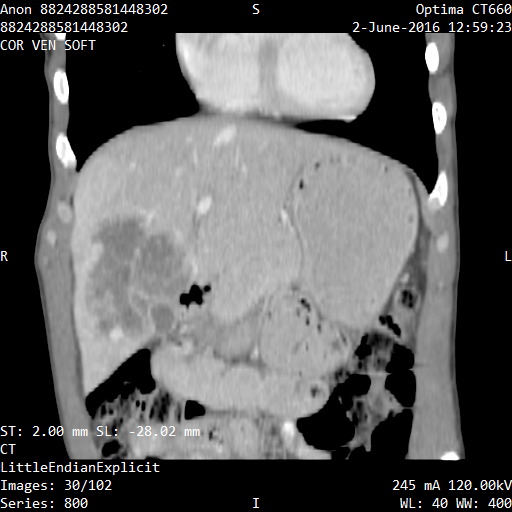 Anon 8824288581448302 S Optima CT660
8824288581448302 2-June-2016 12:59:23
COR VEN SOFT
R L
ST: 2.00 mm SL: -28.02 mm
CT
LittleEndianExplicit
Images: 30/102 245 mA 120.00kV
Series: 800 I WL: 40 WW: 400